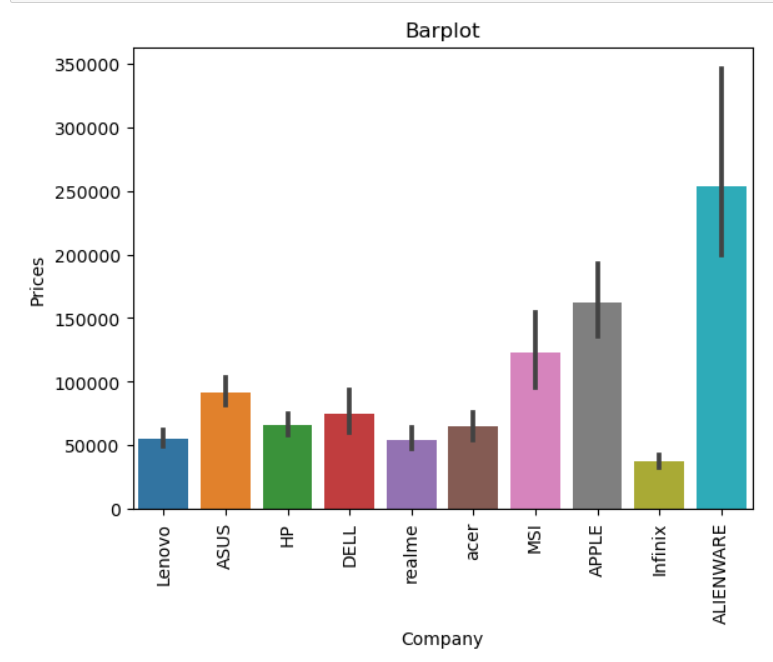 Barplot
350000
300000
250000
200000
150000
100000
50000
0
Prices
Lenovo
ASUS
HP
DELL
realme
acer
MSI
APPLE
Infinix
ALIENWARE
Company